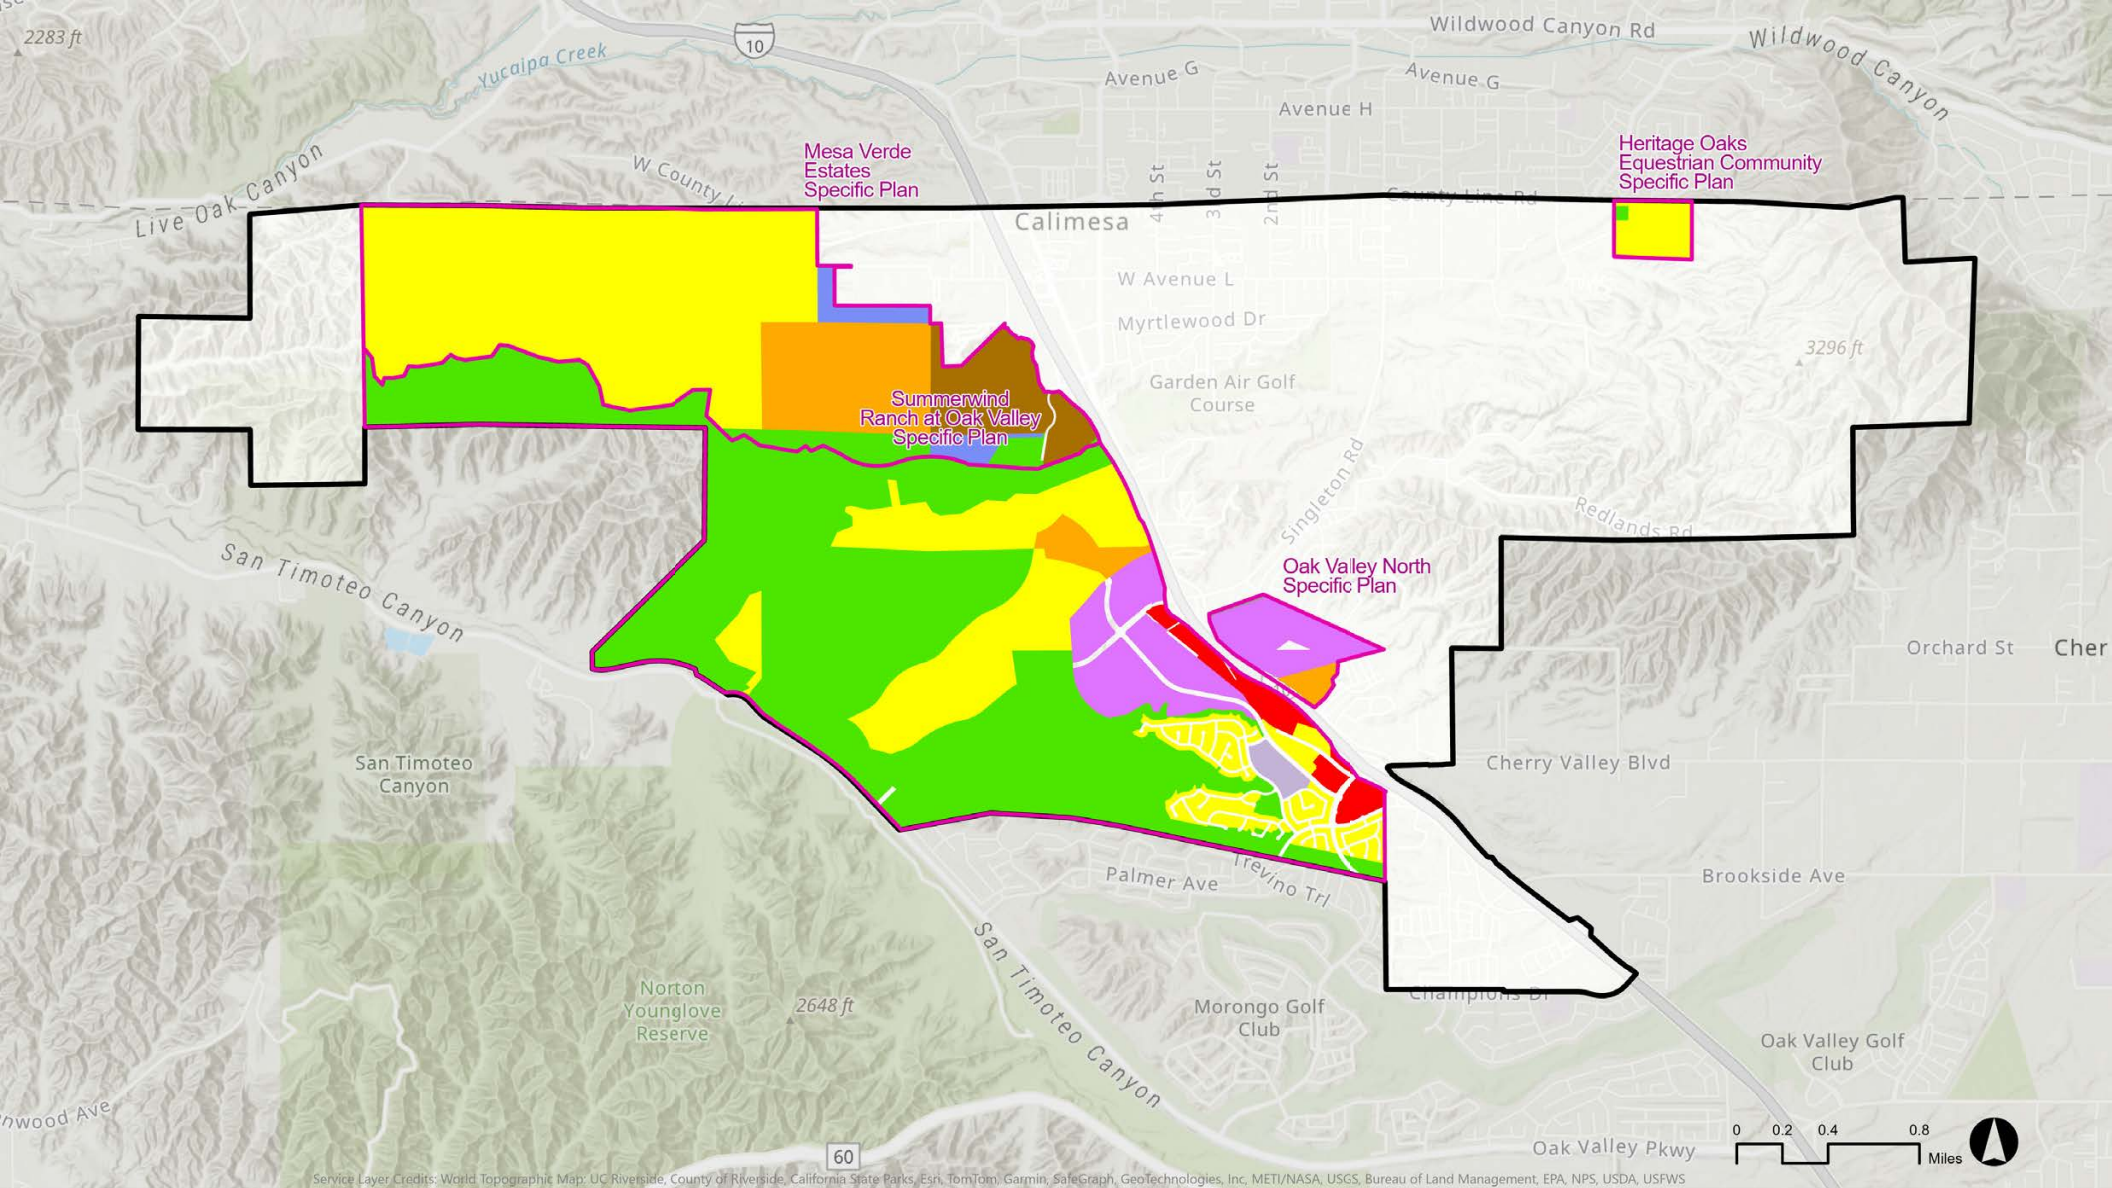 2283 ft
Yucaipa Creek
10
Wildwood Canyon Rd
Wildwood Canyon
Avenue G
Avenue G
Avenue H
Live Oak Canyon
W County Li
Mesa Verde
Estates
Specific Plan
4th St
3rd St
2nd St
County Line Rd
Heritage Oaks
Equestrian Community
Specific Plan
Calimesa
W Avenue L
Myrtlewood Dr
3296 ft
Garden Air Golf
Course
Summerwind
Ranch at Oak Valley
Specific Plan
Singleton Rd
Redlands Rd
San Timoteo Canyon
Oak Valley North
Specific Plan
Orchard St
Cher
San Timoteo
Canyon
Cherry Valley Blvd
Palmer Ave
Trevino Trl
Brookside Ave
San Timoteo Canyon
Norton
Younglove
Reserve
2648 ft
Morongo Golf
Club
Champions Dr
Oak Valley Golf
Club
nwood Ave
60
Oak Valley Pkwy
0 0.2 0.4 0.8
Miles
Service Layer Credits: World Topographic Map: UC Riverside, County of Riverside, California State Parks, Esri, TomTom, Garmin, SafeGraph, GeoTechnologies, Inc, METI/NASA, USGS, Bureau of Land Management, EPA, NPS, USDA, USFWS